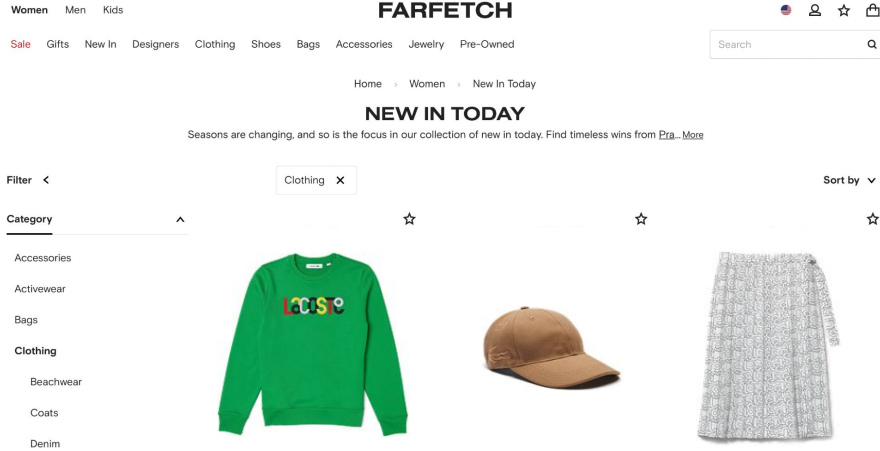 Women Men Kids
FARFETCH
Sale Gifts New In Designers Clothing Shoes Bags Accessories Jewelry Pre-Owned
Search
Home › Women › New In Today
NEW IN TODAY
Seasons are changing, and so is the focus in our collection of new in today. Find timeless wins from Pra... More
Filter
Clothing
Sort by
Category
Accessories
Activewear
Bags
Clothing
Beachwear
Coats
Denim
LACOSTe